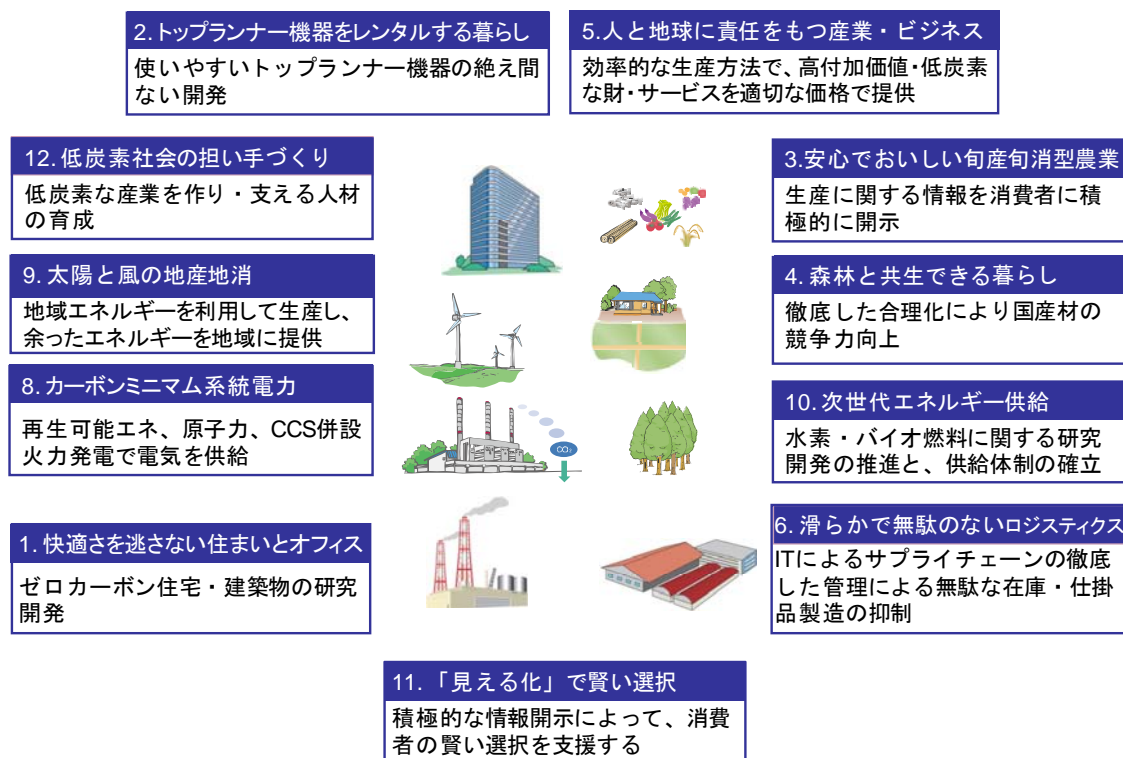 2.トップランナー機器をレンタルする暮らし
使いやすいトップランナー機器の絶え間
ない開発
5.人と地球に責任をもつ産業・ビジネス
効率的な生産方法で、高付加価値・低炭素
な財・サービスを適切な価格で提供
12.低炭素社会の担い手づくり
低炭素な産業を作り・支える人材
の育成
3.安心でおいしい旬産旬消型農業
生産に関する情報を消費者に積
極的に開示
9.太陽と風の地産地消
地域エネルギーを利用して生産し、
余ったエネルギーを地域に提供
4.森林と共生できる暮らし
徹底した合理化により国産材の
競争力向上
8.カーボンミニマム系統電力
再生可能エネ、原子力、CCS併設
火力発電で電気を供給
CO2
10.次世代エネルギー供給
水素・バイオ燃料に関する研究
開発の推進と、供給体制の確立
1.快適さを逃さない住まいとオフィス
ゼロカーボン住宅・建築物の研究
開発
6.滑らかで無駄のないロジスティクス
ITによるサプライチェーンの徹底
した管理による無駄な在庫・仕掛
品製造の抑制
11.「見える化」で賢い選択
積極的な情報開示によって、消費
者の賢い選択を支援する